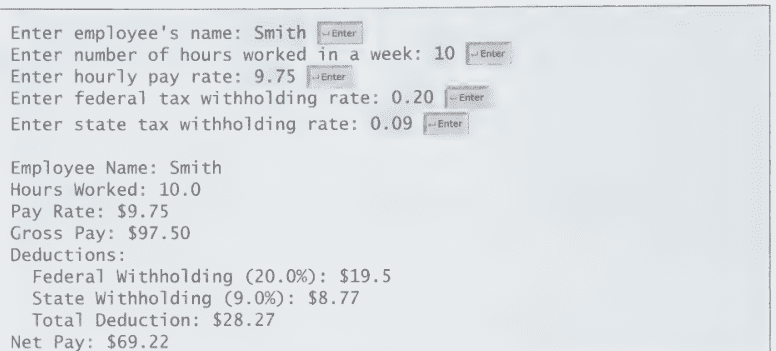 Enter employee's name: Smith ↵Enter
Enter number of hours worked in a week: 10 ↵Enter
Enter hourly pay rate: 9.75 ↵Enter
Enter federal tax withholding rate: 0.20 ↵Enter
Enter state tax withholding rate: 0.09 ↵Enter
Employee Name: Smith
Hours Worked: 10.0
Pay Rate: $9.75
Gross Pay: $97.50
Deductions:
Federal Withholding (20.0%): $19.5
State Withholding (9.0%): $8.77
Total Deduction: $28.27
Net Pay: $69.22